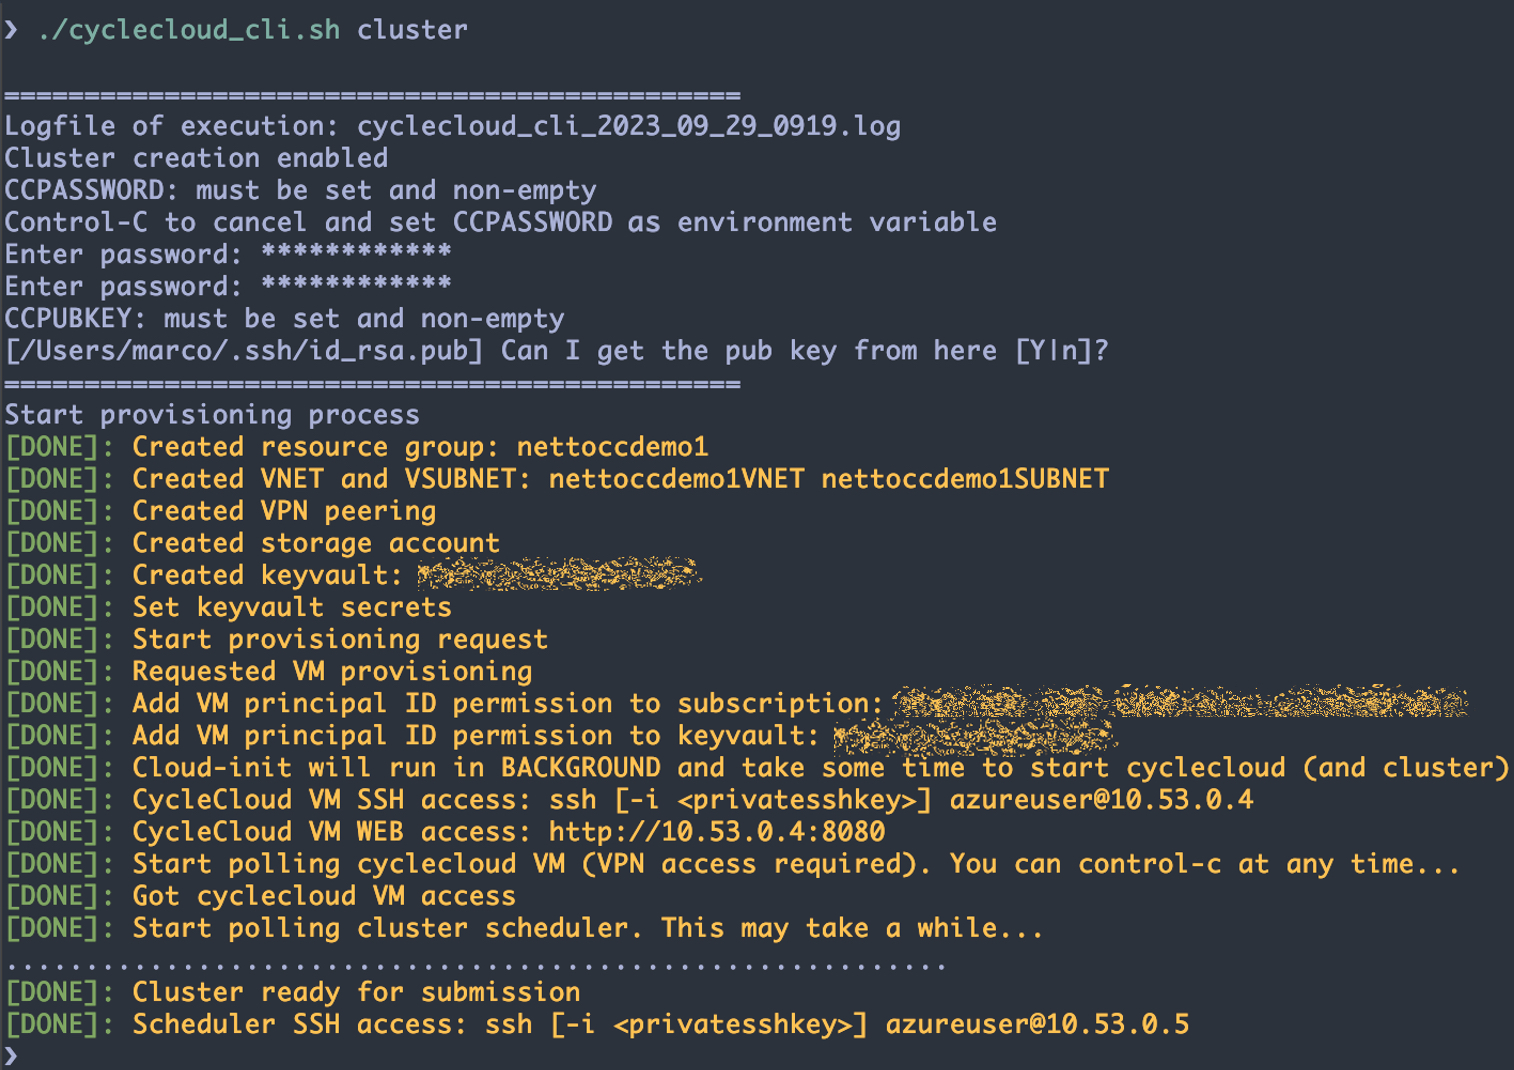 ❯ ./cyclecloud_cli.sh cluster
==============================================
Logfile of execution: cyclecloud_cli_2023_09_29_0919.log
Cluster creation enabled
CCPASSWORD: must be set and non-empty
Control-C to cancel and set CCPASSWORD as environment variable
Enter password: ************
Enter password: ************
CCPUBKEY: must be set and non-empty
[/Users/marco/.ssh/id_rsa.pub] Can I get the pub key from here [Y|n]?
==============================================
Start provisioning process
[DONE]: Created resource group: nettoccdemo1
[DONE]: Created VNET and VSUBNET: nettoccdemo1VNET nettoccdemo1SUBNET
[DONE]: Created VPN peering
[DONE]: Created storage account
[DONE]: Created keyvault:
[DONE]: Set keyvault secrets
[DONE]: Start provisioning request
[DONE]: Requested VM provisioning
[DONE]: Add VM principal ID permission to subscription:
[DONE]: Add VM principal ID permission to keyvault:
[DONE]: Cloud-init will run in BACKGROUND and take some time to start cyclecloud (and cluster)
[DONE]: CycleCloud VM SSH access: ssh [-i <privatesshkey>] azureuser@10.53.0.4
[DONE]: CycleCloud VM WEB access: http://10.53.0.4:8080
[DONE]: Start polling cyclecloud VM (VPN access required). You can control-c at any time...
[DONE]: Got cyclecloud VM access
[DONE]: Start polling cluster scheduler. This may take a while...
...........................................................
[DONE]: Cluster ready for submission
[DONE]: Scheduler SSH access: ssh [-i <privatesshkey>] azureuser@10.53.0.5
❯